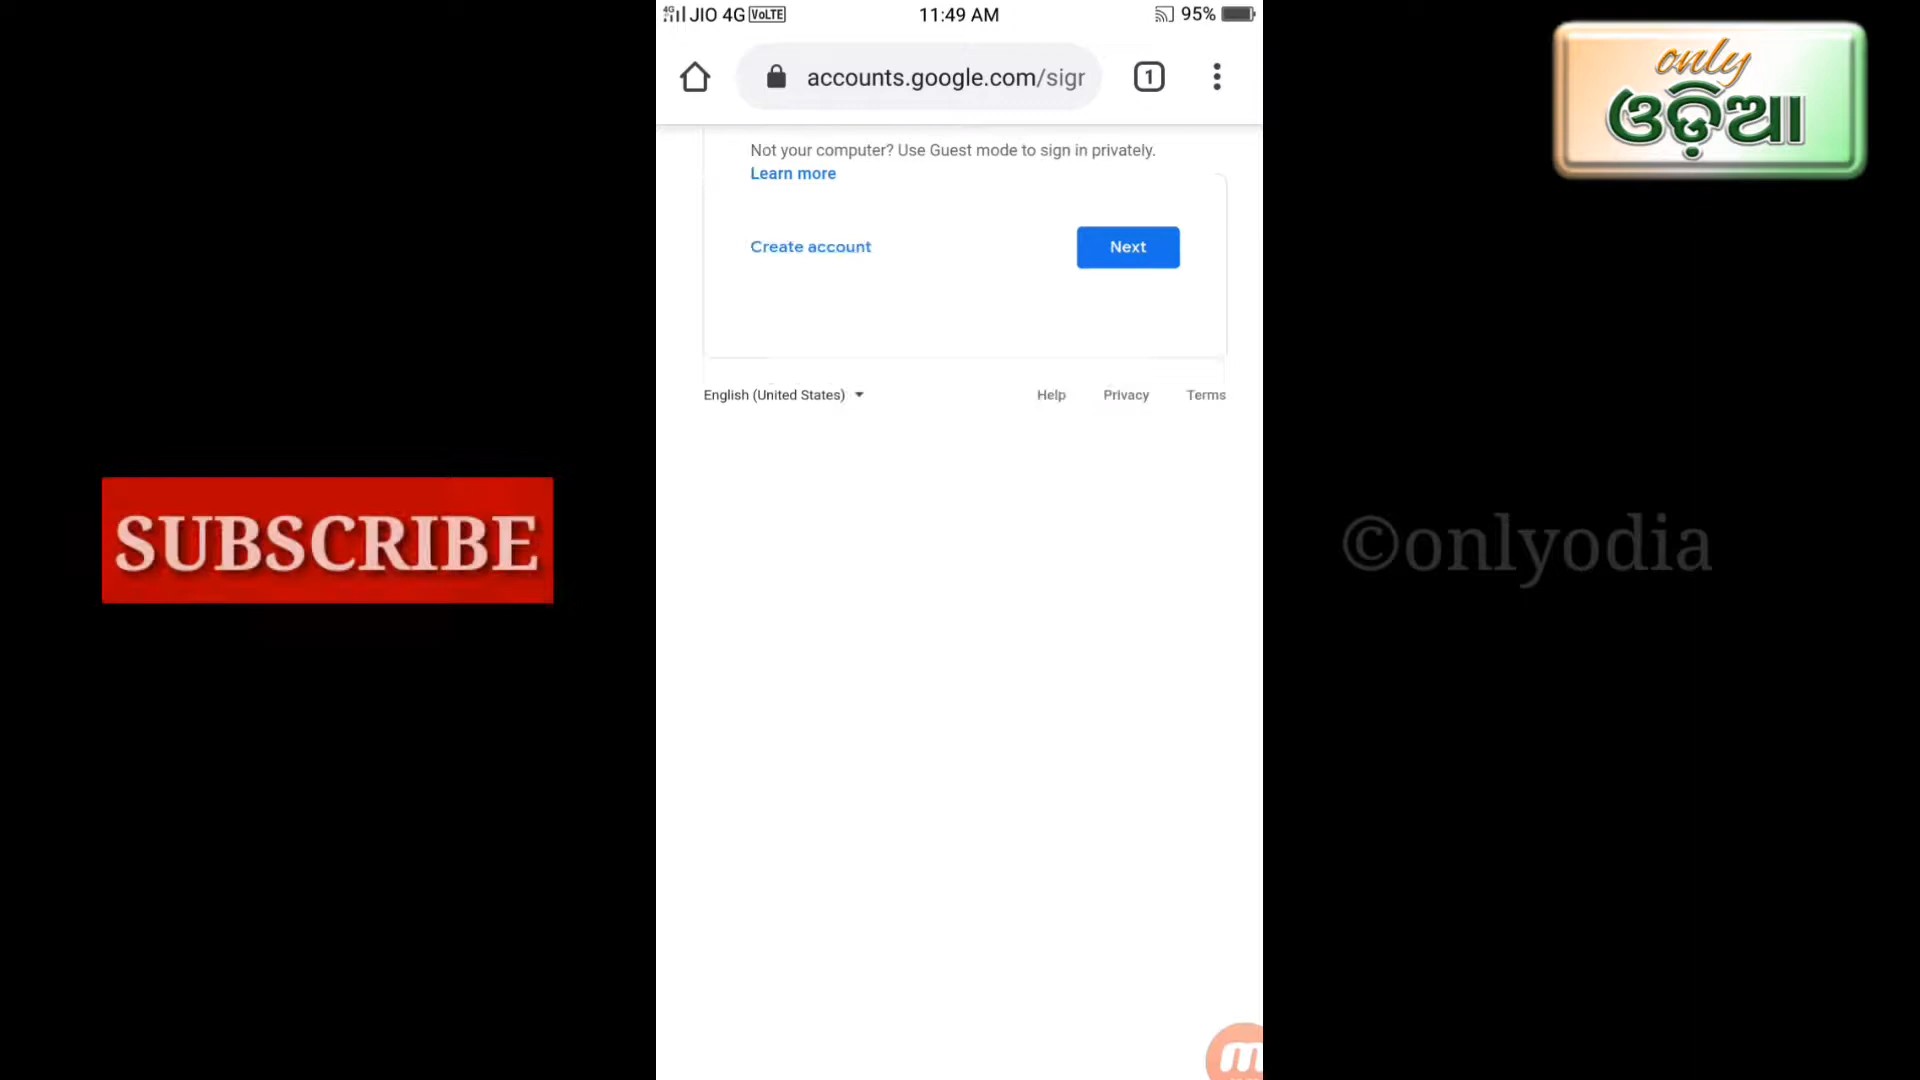 4G JIO 4G VoLTE 11:49 AM 95%
accounts.google.com/sigr 1
Not your computer? Use Guest mode to sign in privately.
Learn more
Create account Next
English (United States) Help Privacy Terms
SUBSCRIBE
only
ଓଡ଼ିଆ
©onlyodia